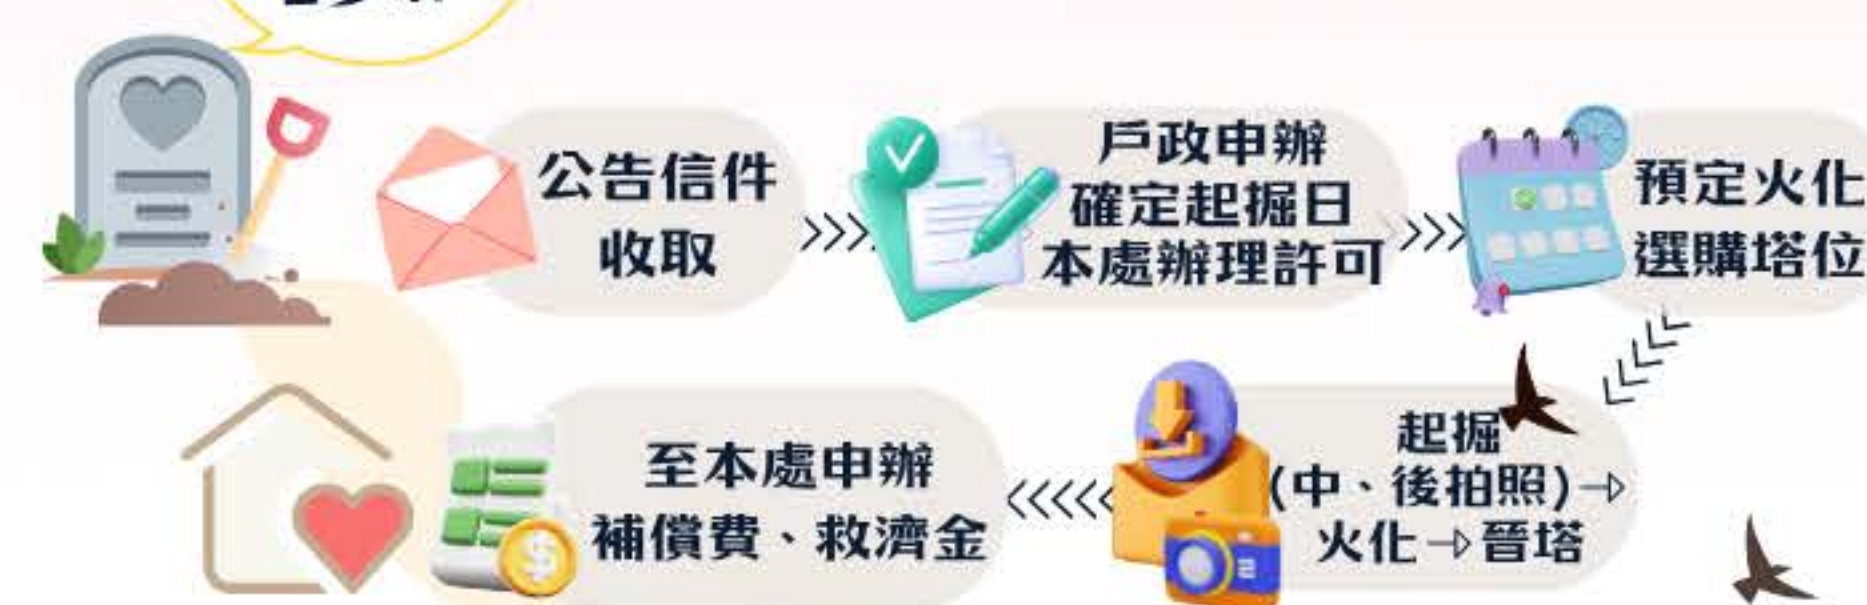 公告信件
收取
戶政申辦
確定起掘日
本處辦理許可
預定火化
選購塔位
起掘
(中、後拍照)→
火化→晉塔
至本處申辦
補償費、救濟金